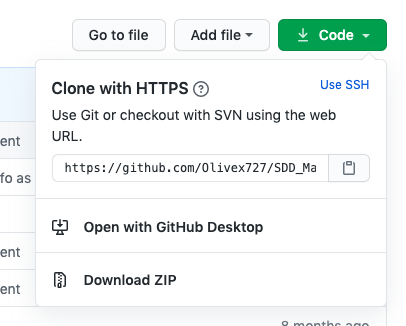 Go to file
Add file
Code
Clone with HTTPS
Use SSH
Use Git or checkout with SVN using the web
URL.
https://github.com/Olivex727/SDD_Ma
ent
nfo as
Open with GitHub Desktop
Download ZIP
ent
ent
8 months ago